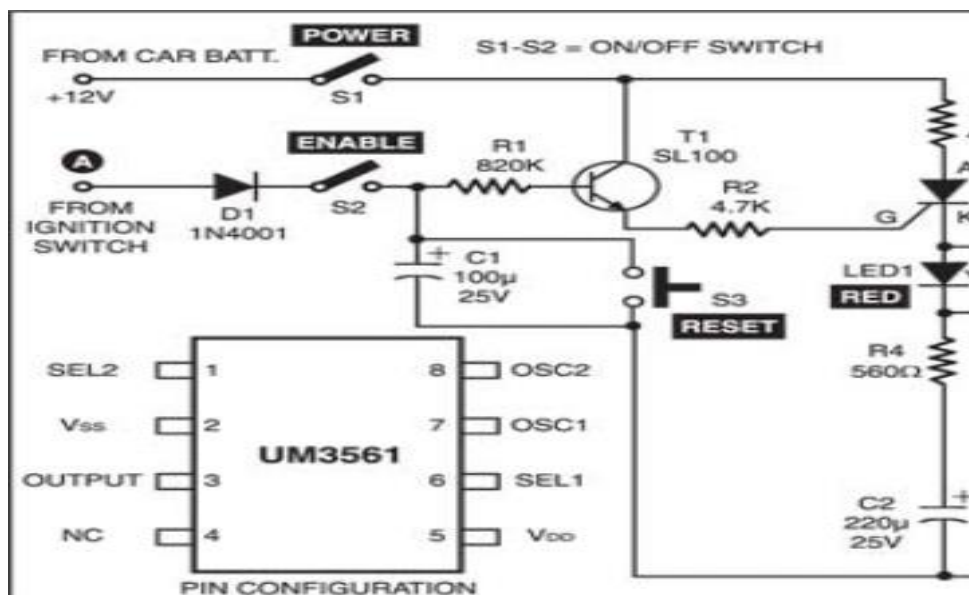 POWER
FROM CAR BATT.
S1-S2 = ON/OFF SWITCH
+12V
S1
A
ENABLE
R1
820K
T1
SL100
FROM
IGNITION
SWITCH
D1
1N4001
S2
R2
4.7K
A
G
K
+
C1
100µ
25V
LED1
RED
S3
RESET
R4
560Ω
SEL2
1
8
OSC2
VSS
2
7
OSC1
UM3561
OUTPUT
3
6
SEL1
NC
4
5
VDD
+
C2
220µ
25V
PIN CONFIGURATION